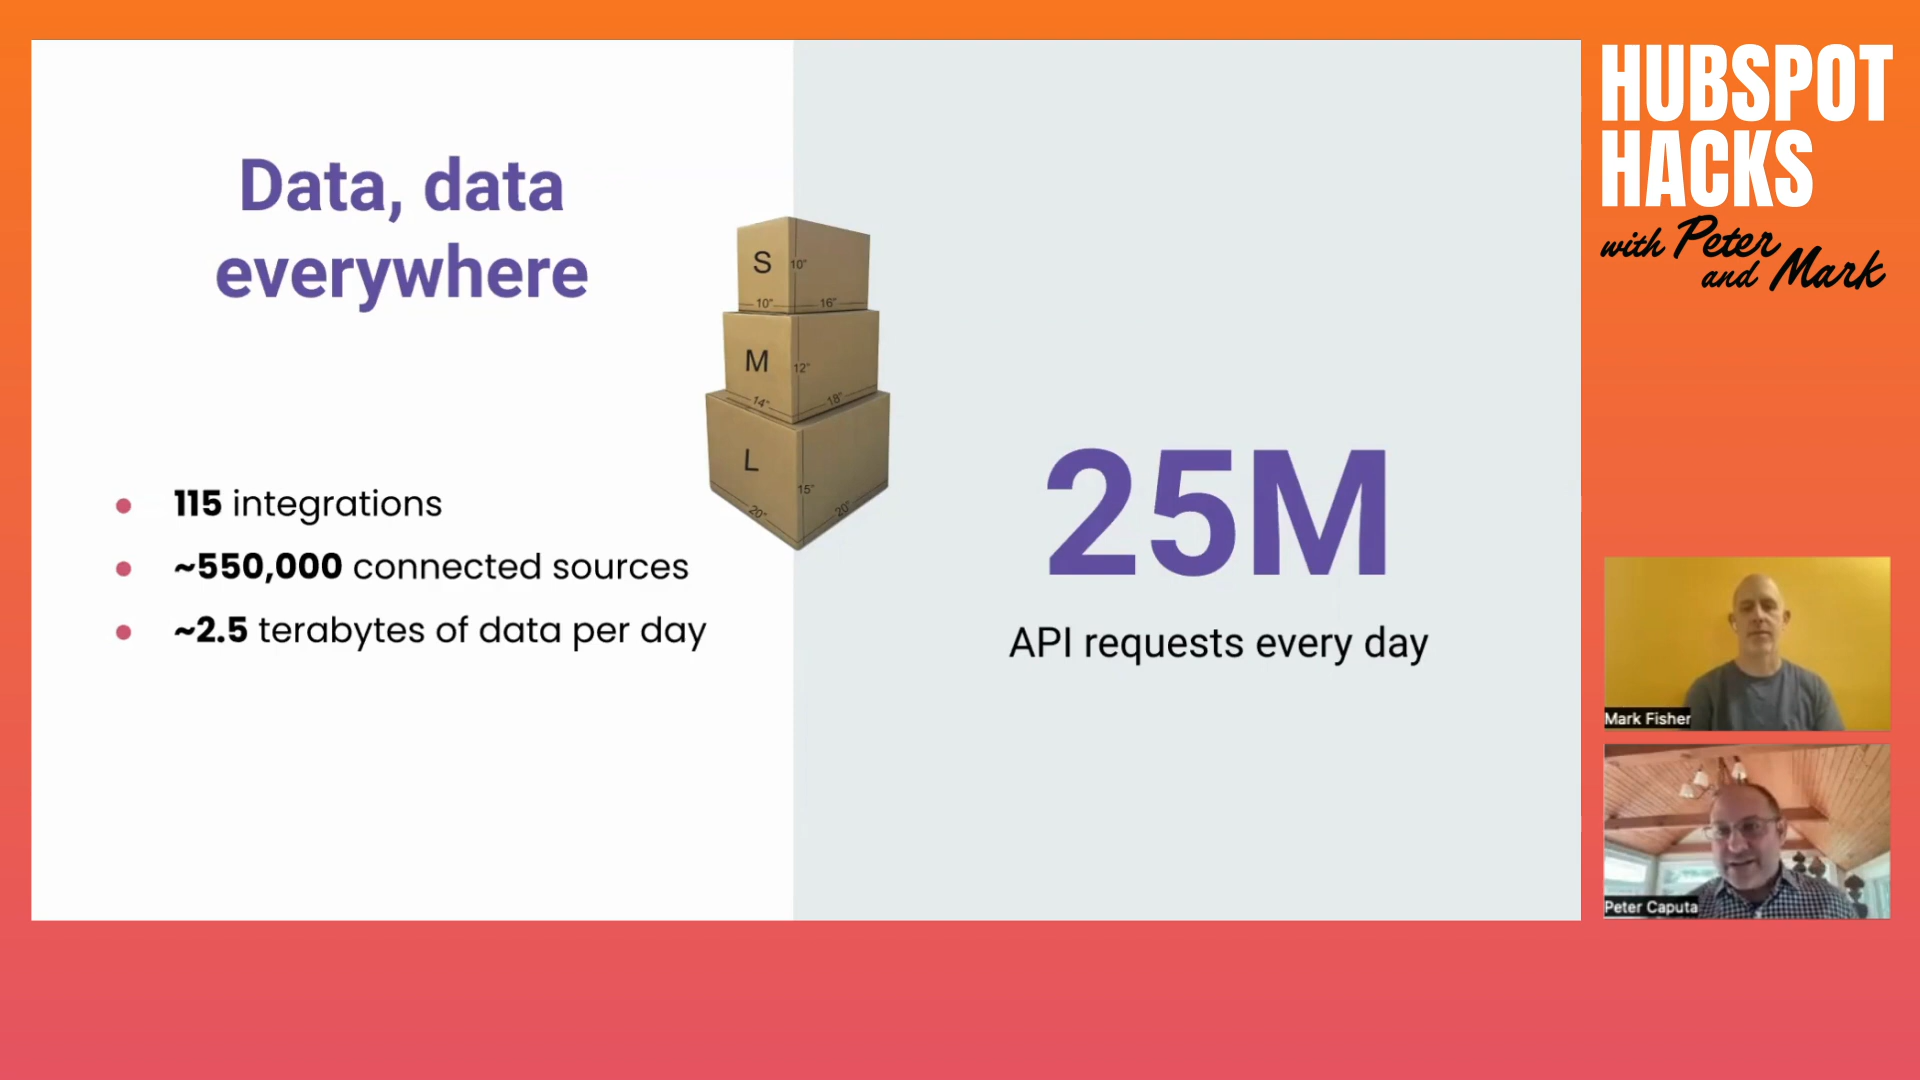 Data, data
everywhere
115 integrations
~550,000 connected sources
~2.5 terabytes of data per day
S
10"
10"
16"
M
12"
14"
18"
L
15"
20"
20"
25M
API requests every day
HUBSPOT
HACKS
with Peter
and Mark
Mark Fisher
Peter Caputa